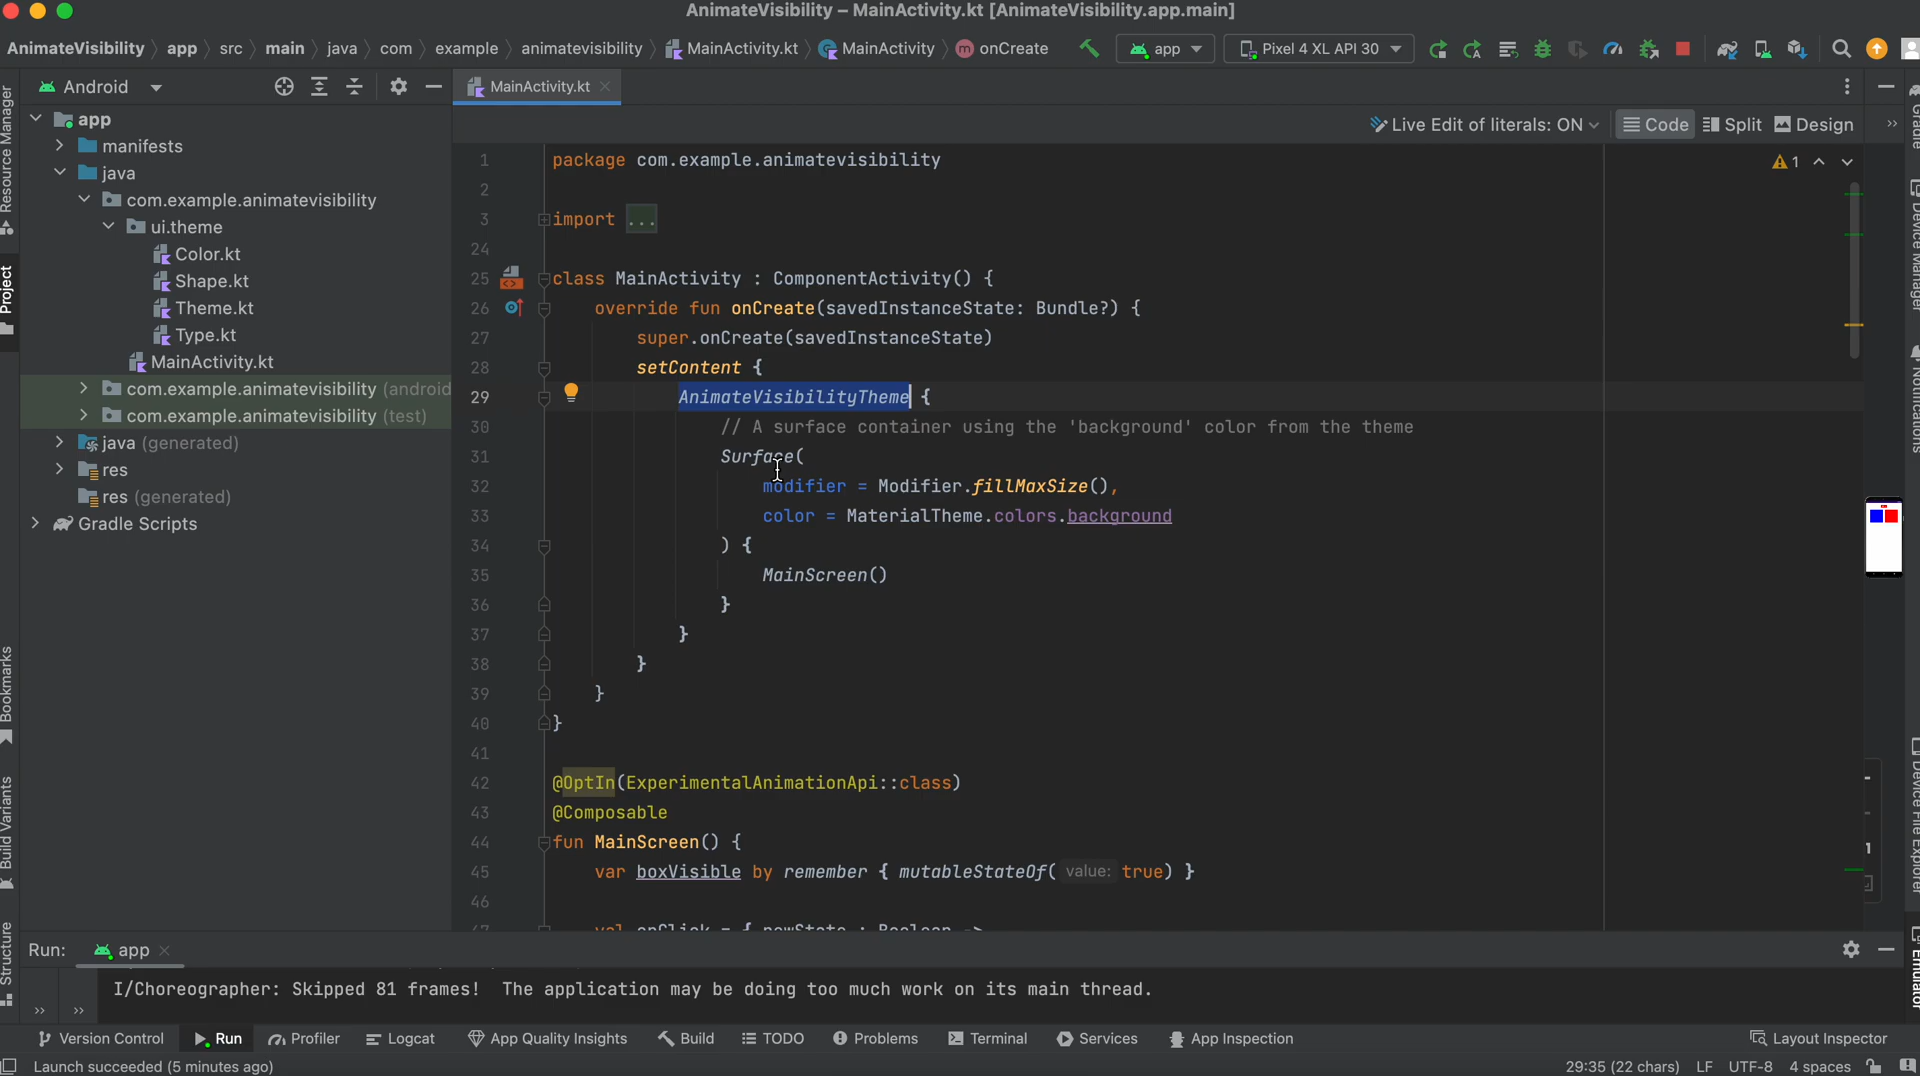 AnimateVisibility – MainActivity.kt [AnimateVisibility.app.main]
AnimateVisibility app src main java com example animatevisibility MainActivity.kt MainActivity m onCreate app Pixel 4 XL API 30
Android
MainActivity.kt
Live Edit of literals: ON Code Split Design
Resource Manager
Project
Bookmarks
Build Variants
Structure
app
manifests
java
com.example.animatevisibility
ui.theme
Color.kt
Shape.kt
Theme.kt
Type.kt
MainActivity.kt
com.example.animatevisibility (android
com.example.animatevisibility (test)
java (generated)
res
res (generated)
Gradle Scripts
1 package com.example.animatevisibility
2
3 import ...
24
25 class MainActivity : ComponentActivity() {
26 override fun onCreate(savedInstanceState: Bundle?) {
27 super.onCreate(savedInstanceState)
28 setContent {
29 AnimateVisibilityTheme {
30 // A surface container using the 'background' color from the theme
31 Surface(
32 modifier = Modifier.fillMaxSize(),
33 color = MaterialTheme.colors.background
34 ) {
35 MainScreen()
36 }
37 }
38 }
39 }
40 }
41
42 @OptIn(ExperimentalAnimationApi::class)
43 @Composable
44 fun MainScreen() {
45 var boxVisible by remember { mutableStateOf( value: true) }
46
47 val onClick = { newState : Boolean ->
1
Gradle
Device Manager
Notifications
Device File Explorer
Emulator
Run: app
I/Choreographer: Skipped 81 frames! The application may be doing too much work on its main thread.
Version Control Run Profiler Logcat App Quality Insights Build TODO Problems Terminal Services App Inspection Layout Inspector
Launch succeeded (5 minutes ago) 29:35 (22 chars) LF UTF-8 4 spaces